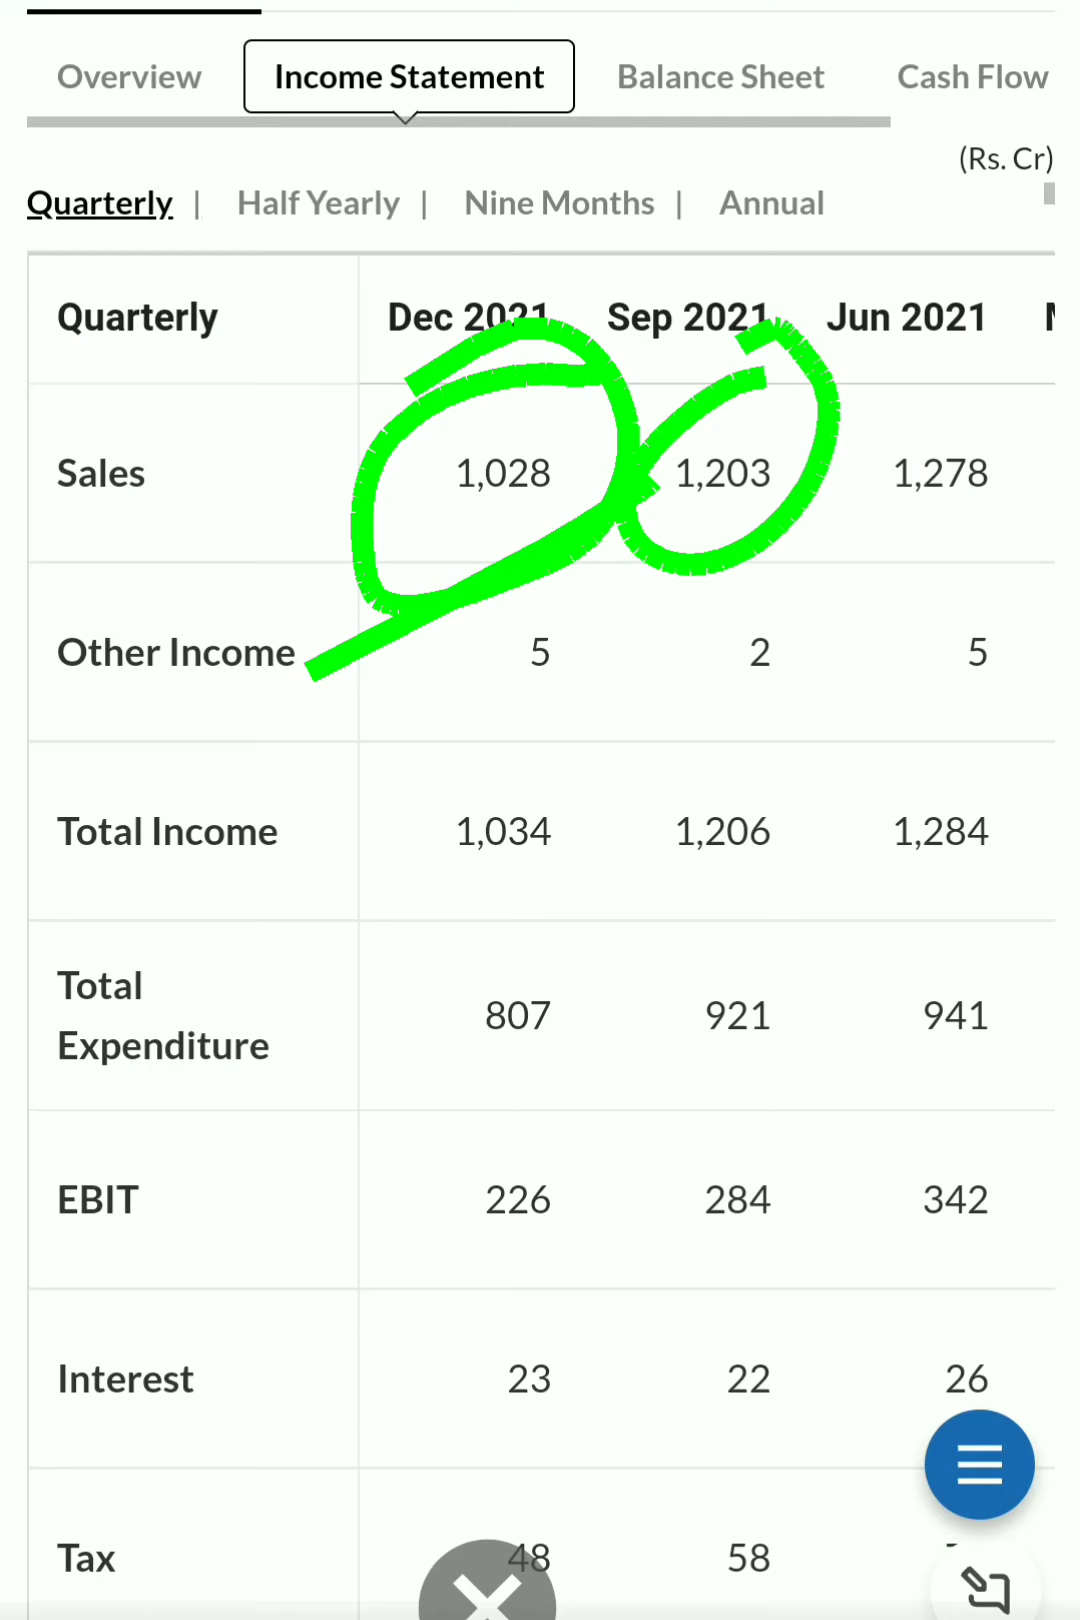 Overview Income Statement Balance Sheet Cash Flow
(Rs. Cr)
Quarterly | Half Yearly | Nine Months | Annual
Quarterly Dec 2021 Sep 2021 Jun 2021
Sales 1,028 1,203 1,278
Other Income 5 2 5
Total Income 1,034 1,206 1,284
Total
Expenditure 807 921 941
EBIT 226 284 342
Interest 23 22 26
Tax 48 58